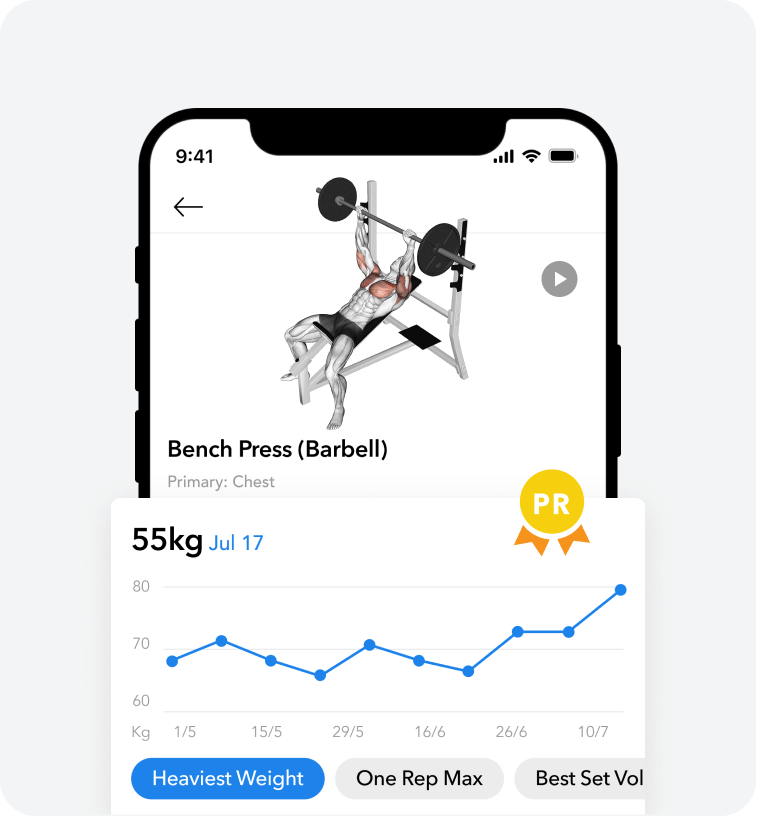 9:41
Bench Press (Barbell)
Primary: Chest
PR
55kg Jul 17
80
70
60
Kg 1/5 15/5 29/5 16/6 26/6 10/7
Heaviest Weight One Rep Max Best Set Vol